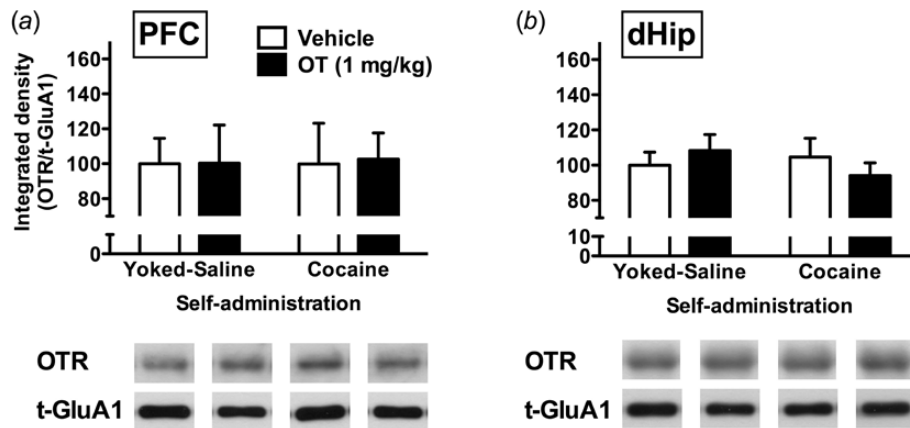 (a)
PFC
Vehicle
OT (1 mg/kg)
Integrated density
(OTR/t-GluA1)
160
140
120
100
80
0
Yoked-Saline Cocaine
Self-administration
OTR
t-GluA1
(b)
dHip
160
140
120
100
80
10
0
Yoked-Saline Cocaine
Self-administration
OTR
t-GluA1